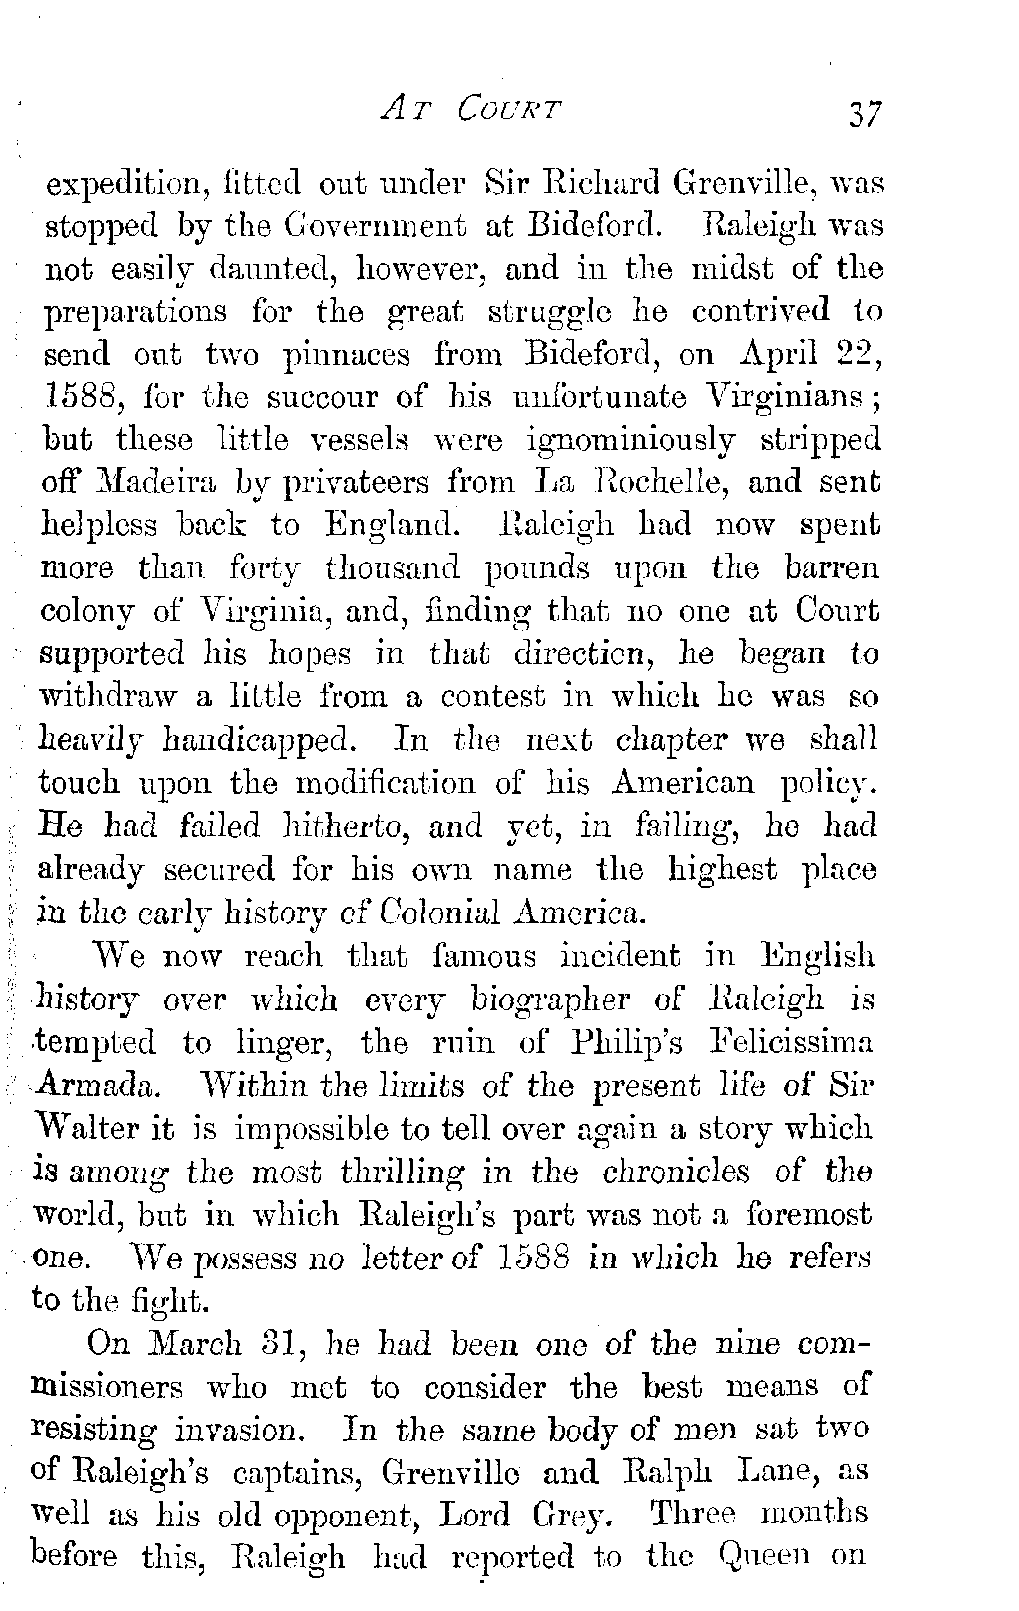 AT COURT 37
expedition, fitted out under Sir Richard Grenville, was
stopped by the Government at Bideford. Raleigh was
not easily daunted, however, and in the midst of the
preparations for the great struggle he contrived to
send out two pinnaces from Bideford, on April 22,
1588, for the succour of his unfortunate Virginians ;
but these little vessels were ignominiously stripped
off Madeira by privateers from La Rochelle, and sent
helpless back to England. Raleigh had now spent
more than forty thousand pounds upon the barren
colony of Virginia, and, finding that no one at Court
supported his hopes in that direction, he began to
withdraw a little from a contest in which he was so
heavily handicapped. In the next chapter we shall
touch upon the modification of his American policy.
He had failed hitherto, and yet, in failing, he had
already secured for his own name the highest place
in the early history of Colonial America.
We now reach that famous incident in English
history over which every biographer of Raleigh is
tempted to linger, the ruin of Philip's Felicissima
Armada. Within the limits of the present life of Sir
Walter it is impossible to tell over again a story which
is among the most thrilling in the chronicles of the
world, but in which Raleigh's part was not a foremost
one. We possess no letter of 1588 in which he refers
to the fight.
On March 31, he had been one of the nine com-
missioners who met to consider the best means of
resisting invasion. In the same body of men sat two
of Raleigh's captains, Grenville and Ralph Lane, as
well as his old opponent, Lord Grey. Three months
before this, Raleigh had reported to the Queen on